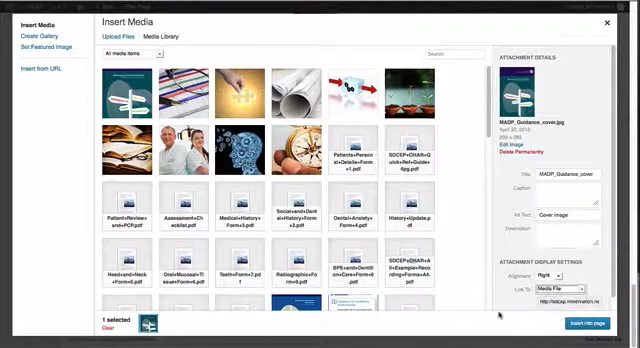 Insert Media
Create Gallery
Set Featured Image
Insert from URL
Insert Media
Upload Files
Media Library
All media items
Search
Patients+Person
al+Details+Form
+1.pdf
SDCEP+DHAR+Q
uick+Ref+Guide+
6pg.pdf
Patient+Review+
and+PCP.pdf
Assessment+Ch
ecklist.pdf
Medical+History+
Form+3.pdf
Social+and+Dent
al+History+Form
+2.pdf
Dental+Anxiety+
Form+4.pdf
History+Update.p
df
Head+and+Neck
+Form+5.pdf
Oral+Mucosal+Ti
ssue+Form+6.pdf
Teeth+Form+7.pd
f
Radiographic+Fo
rm+9.pdf
BPE+and+Dentiti
on+Care+Form+8.
pdf
SDCEP+DHAR+A
ll+Example+Reco
rding+Forms+A4.
pdf
ATTACHMENT DETAILS
MADP_Guidance_cover.jpg
April 30, 2013
Edit Image
Delete Permanently
Title
MADP_Guidance_cover
Caption
Alt Text
Cover image
Description
ATTACHMENT DISPLAY SETTINGS
Alignment
Right
Link To
Media File
1 selected
Clear
Insert into page